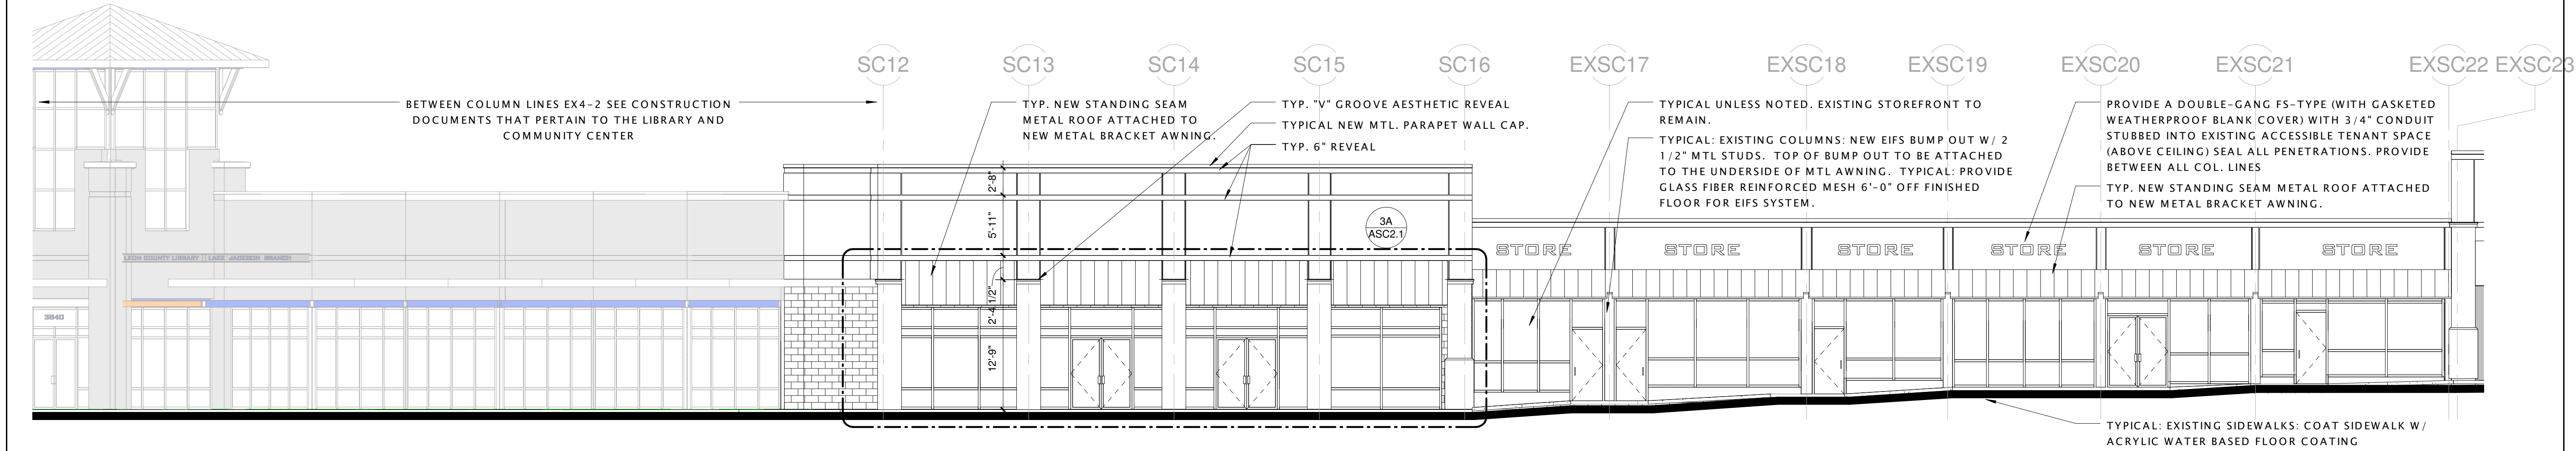 SC12
SC13
SC14
SC15
SC16
EXSC17
EXSC18
EXSC19
EXSC20
EXSC21
EXSC22
EXSC23
BETWEEN COLUMN LINES EX4-2 SEE CONSTRUCTION
DOCUMENTS THAT PERTAIN TO THE LIBRARY AND
COMMUNITY CENTER
TYP. NEW STANDING SEAM
METAL ROOF ATTACHED TO
NEW METAL BRACKET AWNING.
TYP. "V" GROOVE AESTHETIC REVEAL
TYPICAL NEW MTL. PARAPET WALL CAP.
TYP. 6" REVEAL
TYPICAL UNLESS NOTED. EXISTING STOREFRONT TO
REMAIN.
TYPICAL: EXISTING COLUMNS: NEW EIFS BUMP OUT W/ 2
1/2" MTL STUDS. TOP OF BUMP OUT TO BE ATTACHED
TO THE UNDERSIDE OF MTL AWNING. TYPICAL: PROVIDE
GLASS FIBER REINFORCED MESH 6'-0" OFF FINISHED
FLOOR FOR EIFS SYSTEM.
PROVIDE A DOUBLE-GANG FS-TYPE (WITH GASKETED
WEATHERPROOF BLANK COVER) WITH 3/4" CONDUIT
STUBBED INTO EXISTING ACCESSIBLE TENANT SPACE
(ABOVE CEILING) SEAL ALL PENETRATIONS. PROVIDE
BETWEEN ALL COL. LINES
TYP. NEW STANDING SEAM METAL ROOF ATTACHED
TO NEW METAL BRACKET AWNING.
2'-8"
5'-11"
2'-4 1/2"
12'-9"
3A
ASC2.1
STORE
STORE
STORE
STORE
STORE
STORE
LEON COUNTY LIBRARY || LAKE JACKSON BRANCH
3840
TYPICAL: EXISTING SIDEWALKS: COAT SIDEWALK W/
ACRYLIC WATER BASED FLOOR COATING